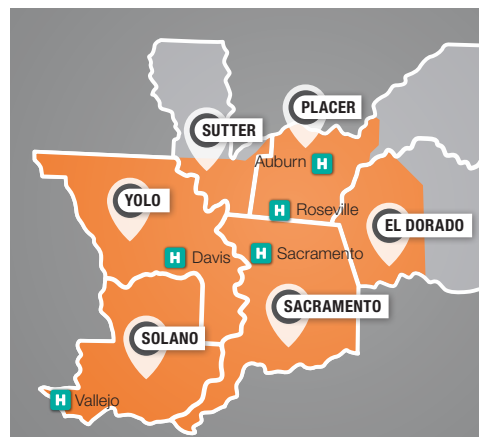 PLACER
SUTTER
Auburn H
YOLO
H Roseville
EL DORADO
H Davis
H Sacramento
SACRAMENTO
SOLANO
H Vallejo